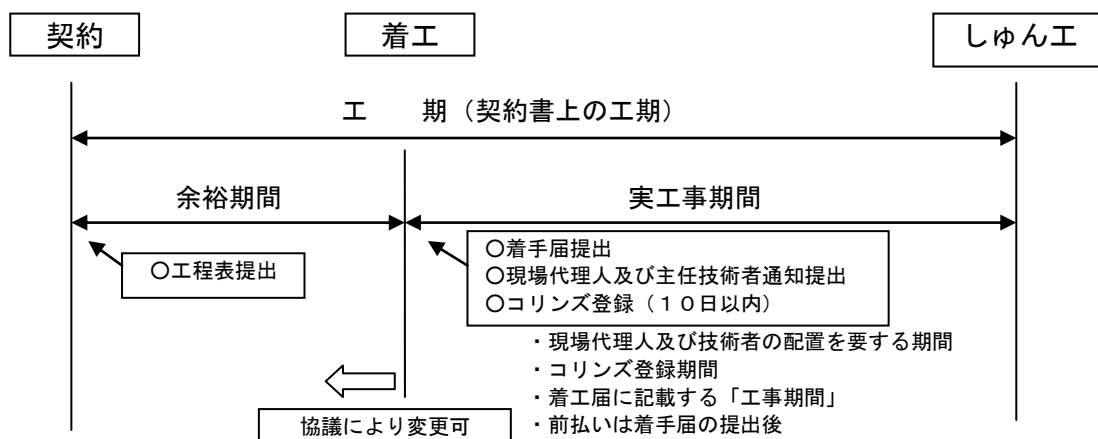 契約
着工
しゅん工
工　　期（契約書上の工期）
余裕期間
実工事期間
○工程表提出
○着手届提出
○現場代理人及び主任技術者通知提出
○コリンズ登録（１０日以内）
・現場代理人及び技術者の配置を要する期間
・コリンズ登録期間
・着工届に記載する「工事期間」
・前払いは着手届の提出後
協議により変更可